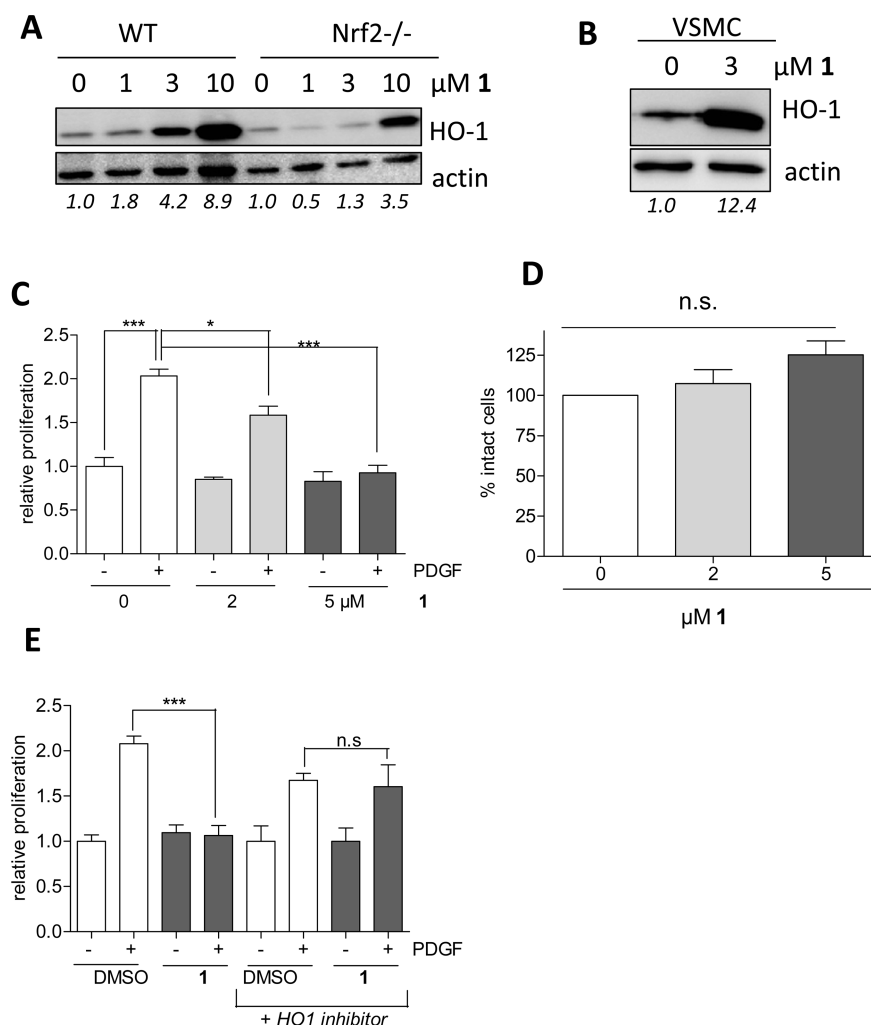 A
WT Nrf2-/-
0 1 3 10 0 1 3 10 µM 1
HO-1
actin
1.0 1.8 4.2 8.9 1.0 0.5 1.3 3.5
B
VSMC
0 3 µM 1
HO-1
actin
1.0 12.4
C
*** *
***
relative proliferation
2.5
2.0
1.5
1.0
0.5
0.0
- + - + - + PDGF
0 2 5 µM 1
D
n.s.
% intact cells
125
100
75
50
25
0
0 2 5
µM 1
E
*** n.s
relative proliferation
2.5
2.0
1.5
1.0
0.5
0.0
- + - + - + - + PDGF
DMSO 1 DMSO 1
+ HO1 inhibitor